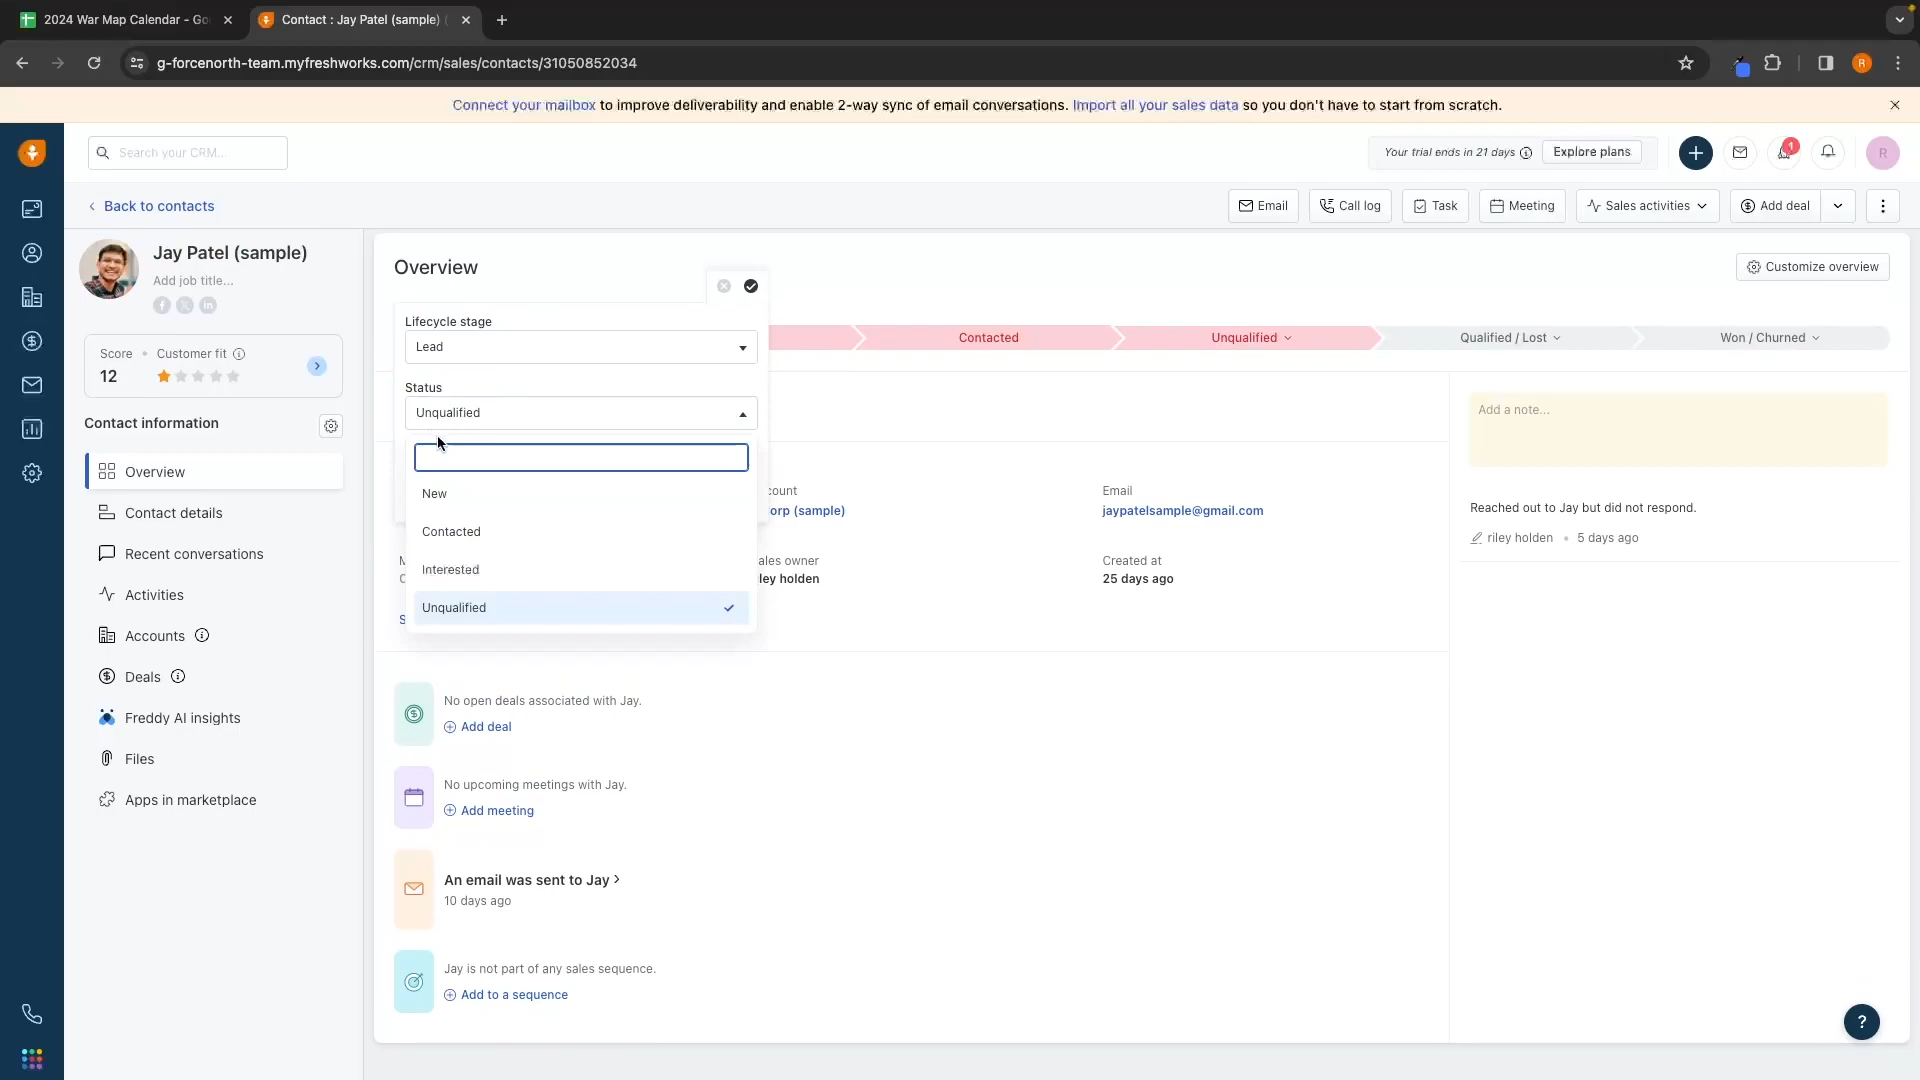 2024 War Map Calendar - Go
Contact : Jay Patel (sample)
g-forcenorth-team.myfreshworks.com/crm/sales/contacts/31050852034
R
Connect your mailbox to improve deliverability and enable 2-way sync of email conversations. Import all your sales data so you don't have to start from scratch.
Search your CRM...
Your trial ends in 21 days
Explore plans
1
R
Back to contacts
Email
Call log
Task
Meeting
Sales activities
Add deal
Jay Patel (sample)
Add job title...
Score
Customer fit
12
Contact information
Overview
Contact details
Recent conversations
Activities
Accounts
Deals
Freddy AI insights
Files
Apps in marketplace
Overview
Customize overview
Lifecycle stage
Lead
Status
Unqualified
New
Contacted
Interested
Unqualified
Contacted
Unqualified
Qualified / Lost
Won / Churned
count
orp (sample)
Email
jaypatelsample@gmail.com
ales owner
ley holden
Created at
25 days ago
Add a note...
Reached out to Jay but did not respond.
riley holden • 5 days ago
No open deals associated with Jay.
Add deal
No upcoming meetings with Jay.
Add meeting
An email was sent to Jay
10 days ago
Jay is not part of any sales sequence.
Add to a sequence
?